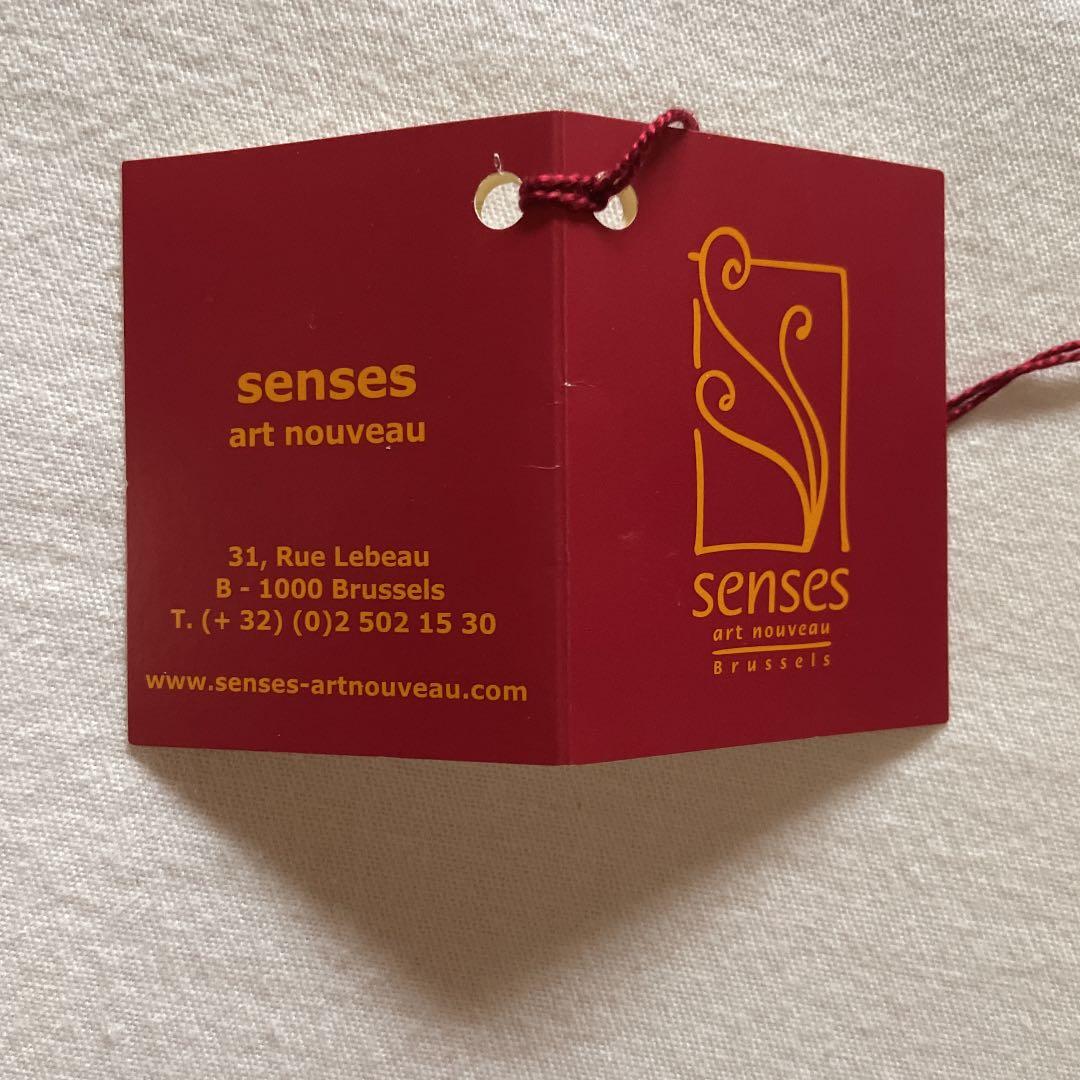 senses
art nouveau
31, Rue Lebeau
B - 1000 Brussels
T. (+ 32) (0)2 502 15 30
www.senses-artnouveau.com
senses
art nouveau
Brussels